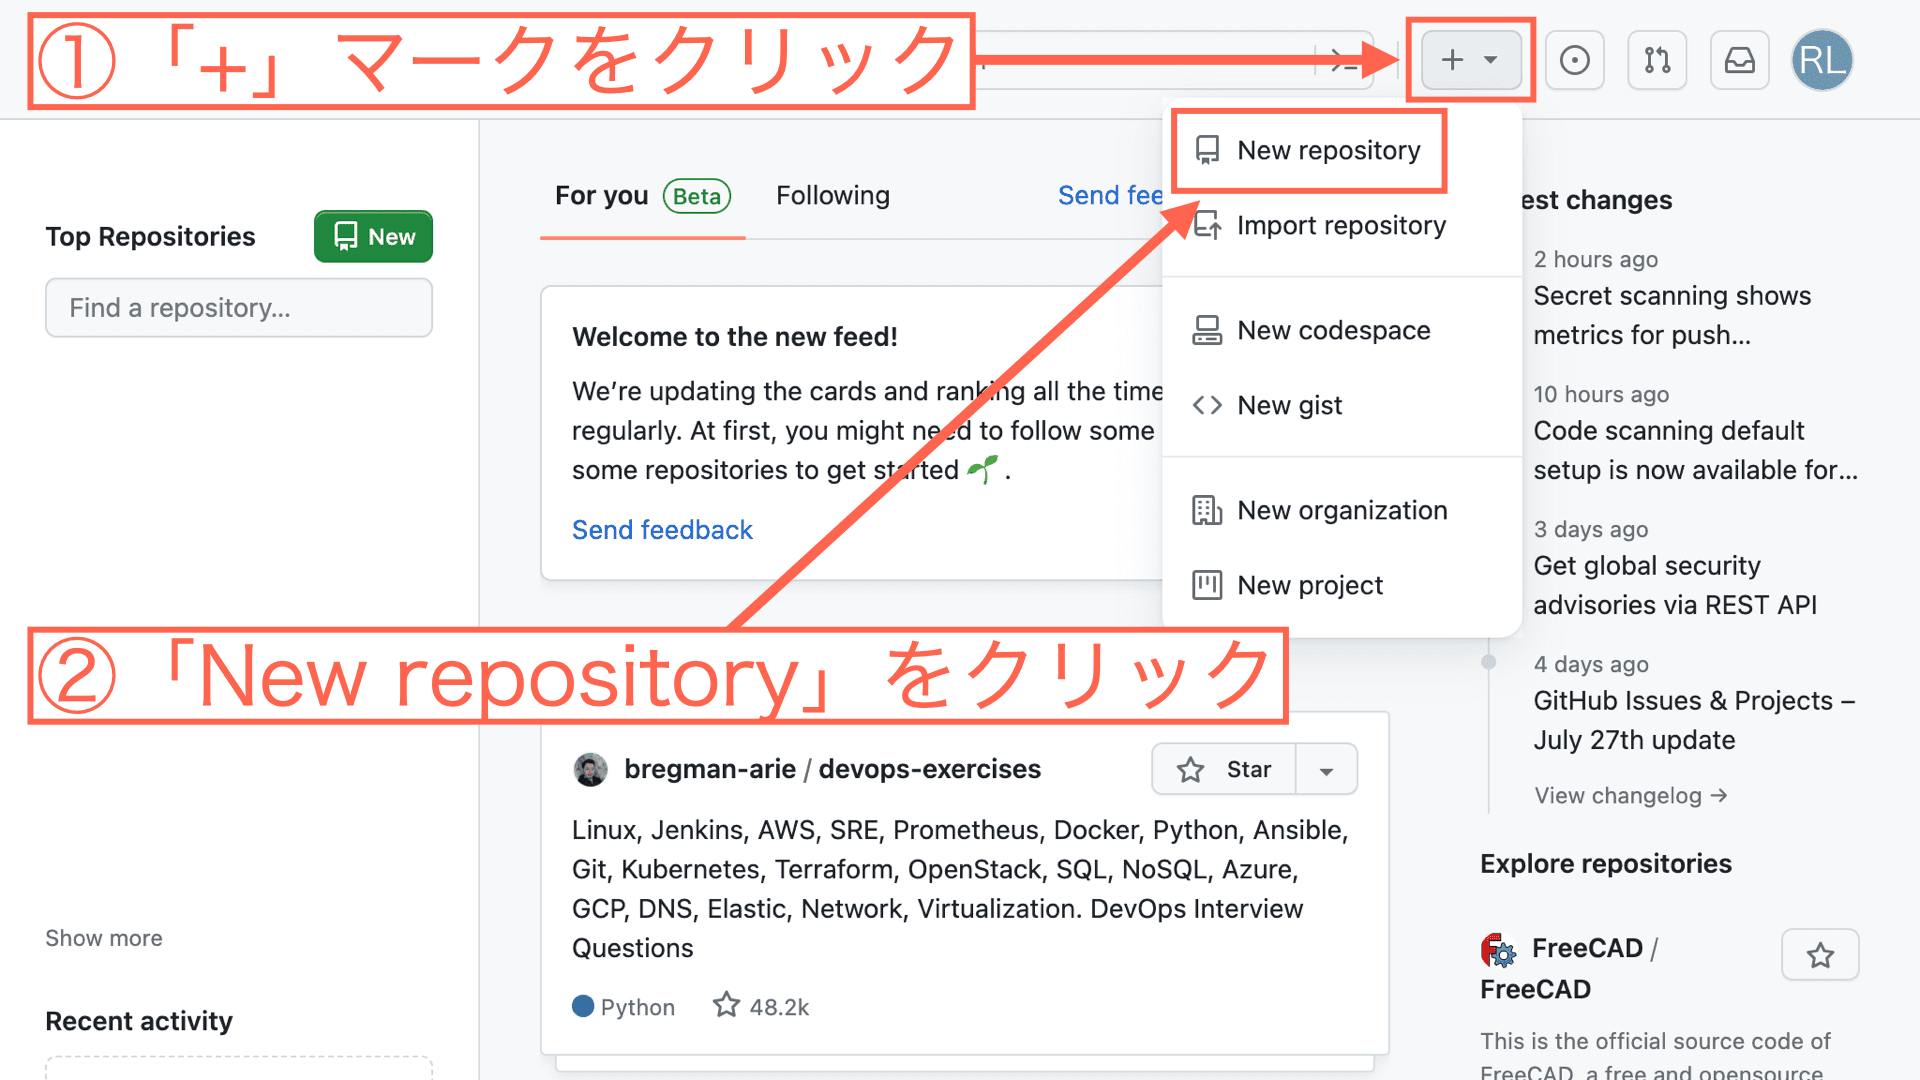 ① 「+」 マークをクリック
RL
New repository
Import repository
New codespace
New gist
New organization
New project
Top Repositories
New
Find a repository...
Show more
Recent activity
For you Beta Following Send fee
Welcome to the new feed!
We’re updating the cards and ranking all the time
regularly. At first, you might need to follow some
some repositories to get started 🌱 .
Send feedback
② 「New repository」 をクリック
bregman-arie / devops-exercises
Star
Linux, Jenkins, AWS, SRE, Prometheus, Docker, Python, Ansible,
Git, Kubernetes, Terraform, OpenStack, SQL, NoSQL, Azure,
GCP, DNS, Elastic, Network, Virtualization. DevOps Interview
Questions
Python 48.2k
est changes
2 hours ago
Secret scanning shows
metrics for push...
10 hours ago
Code scanning default
setup is now available for...
3 days ago
Get global security
advisories via REST API
4 days ago
GitHub Issues & Projects –
July 27th update
View changelog →
Explore repositories
FreeCAD /
FreeCAD
This is the official source code of
FreeCAD, a free and opensource